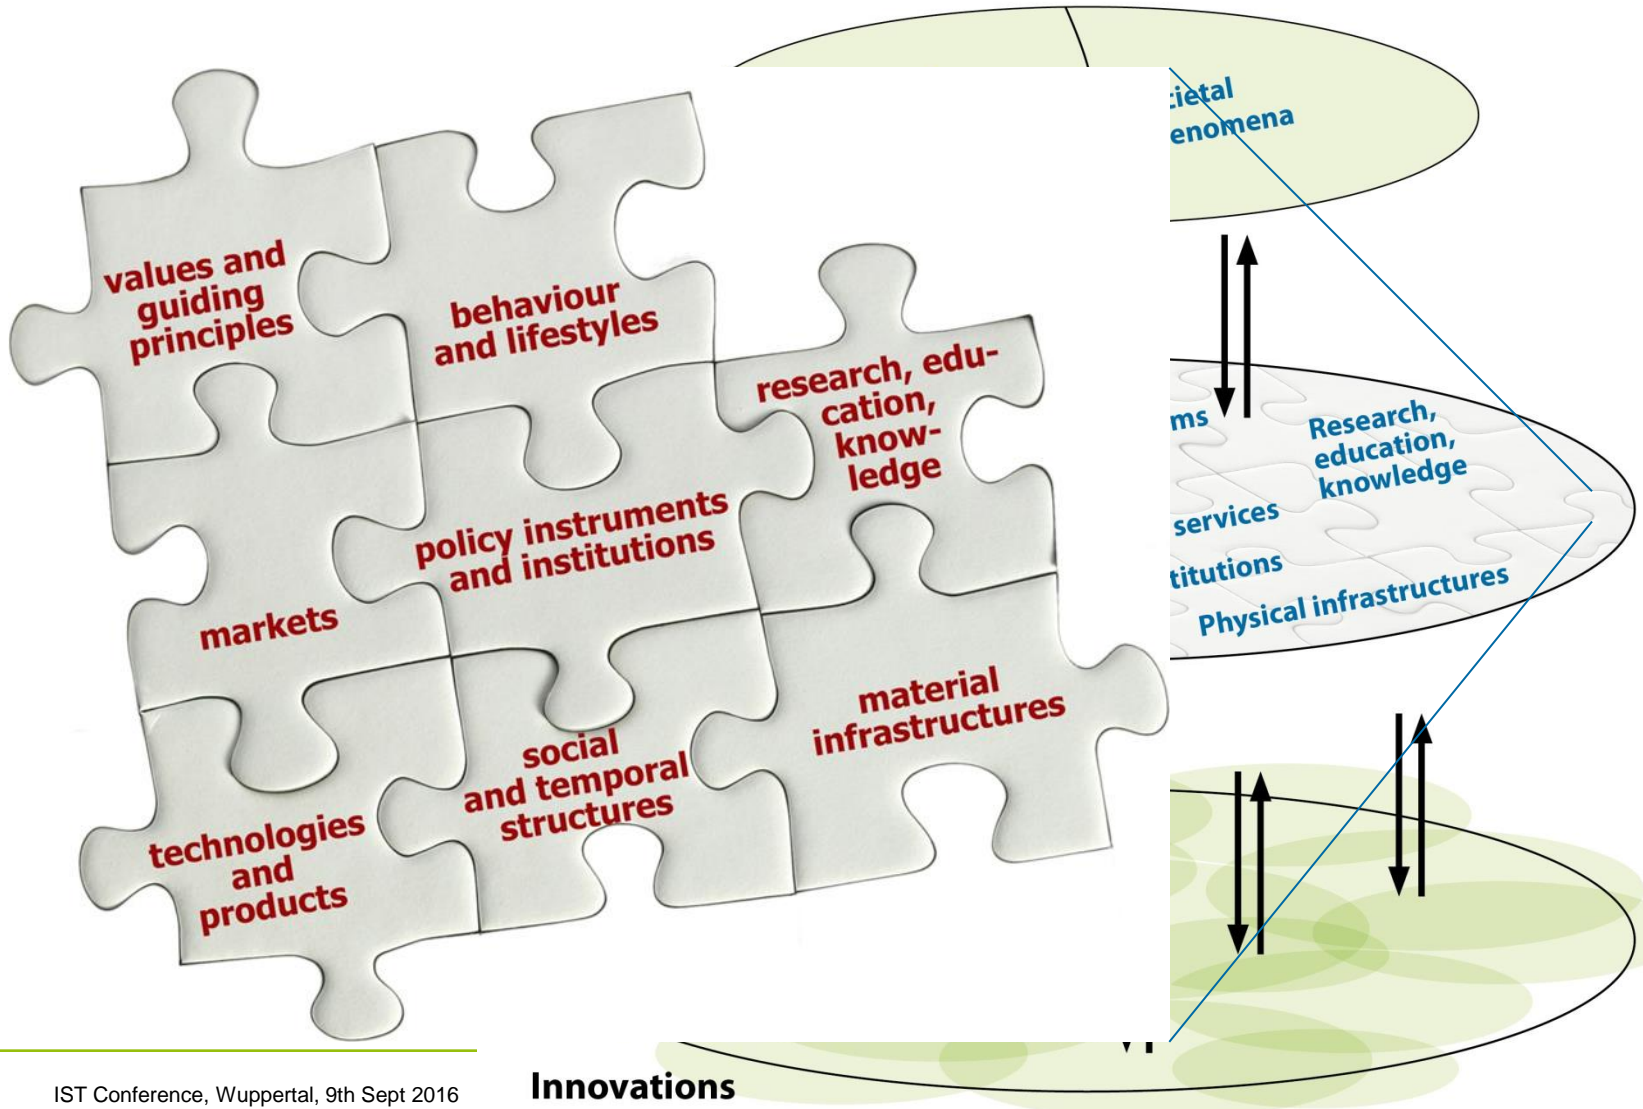 values and
guiding
principles
behaviour
and lifestyles
research, edu-
cation,
know-
ledge
policy instruments
and institutions
markets
material
infrastructures
social
and temporal
structures
technologies
and
products
cietal
enomena
ms
Research,
education,
knowledge
services
titutions
Physical infrastructures
Innovations
IST Conference, Wuppertal, 9th Sept 2016